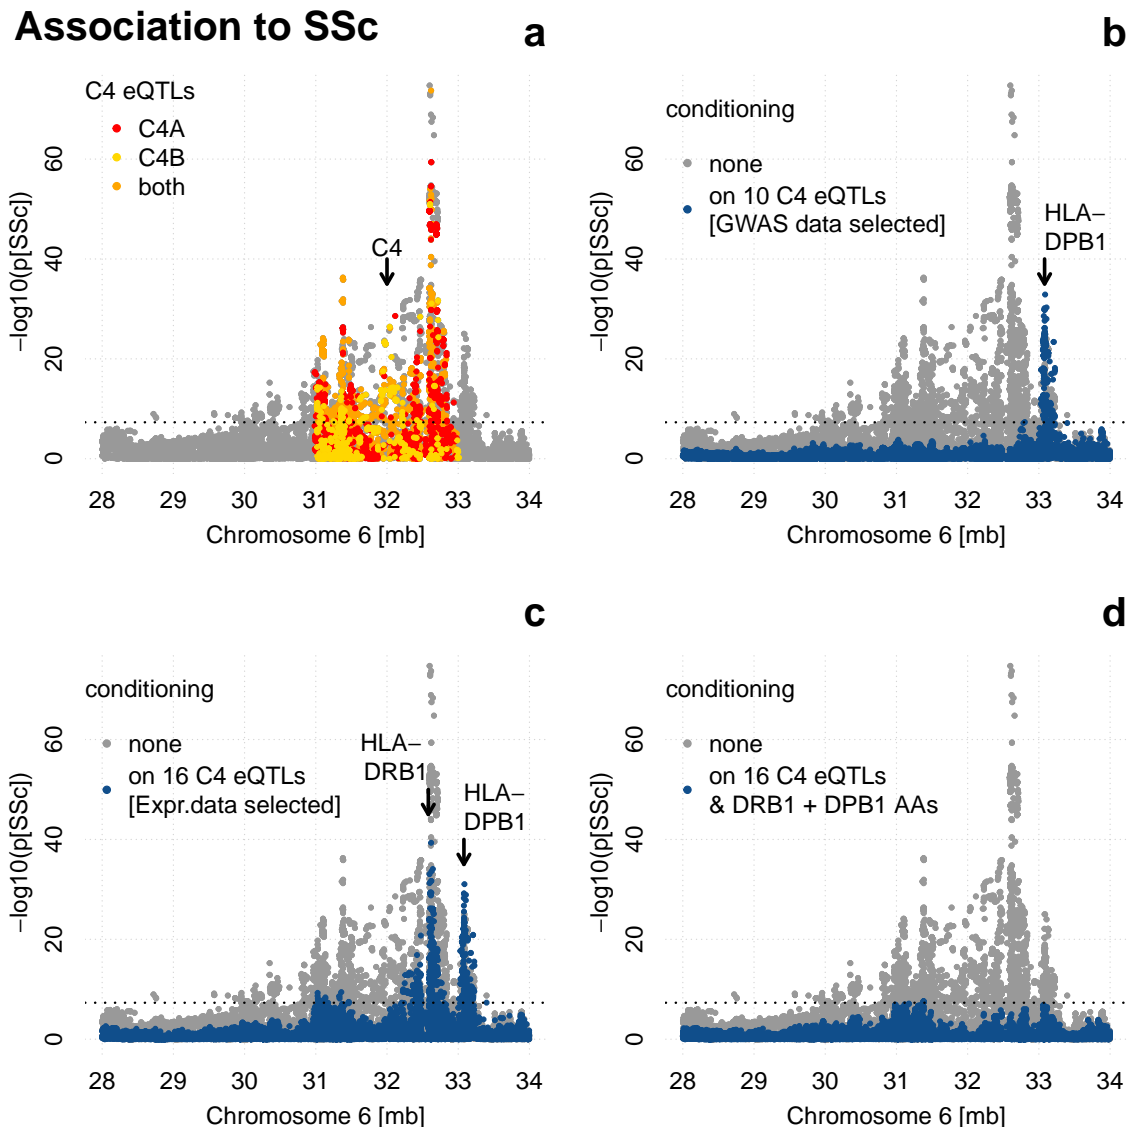 Association to SSc
a
C4 eQTLs
C4A
C4B
both
C4
−log10(p[SSc])
0
20
40
60
28 29 30 31 32 33 34
Chromosome 6 [mb]
b
conditioning
none
on 10 C4 eQTLs
[GWAS data selected]
HLA−
DPB1
−log10(p[SSc])
0
20
40
60
28 29 30 31 32 33 34
Chromosome 6 [mb]
c
conditioning
none
on 16 C4 eQTLs
[Expr.data selected]
HLA−
DRB1
HLA−
DPB1
−log10(p[SSc])
0
20
40
60
28 29 30 31 32 33 34
Chromosome 6 [mb]
d
conditioning
none
on 16 C4 eQTLs
& DRB1 + DPB1 AAs
−log10(p[SSc])
0
20
40
60
28 29 30 31 32 33 34
Chromosome 6 [mb]